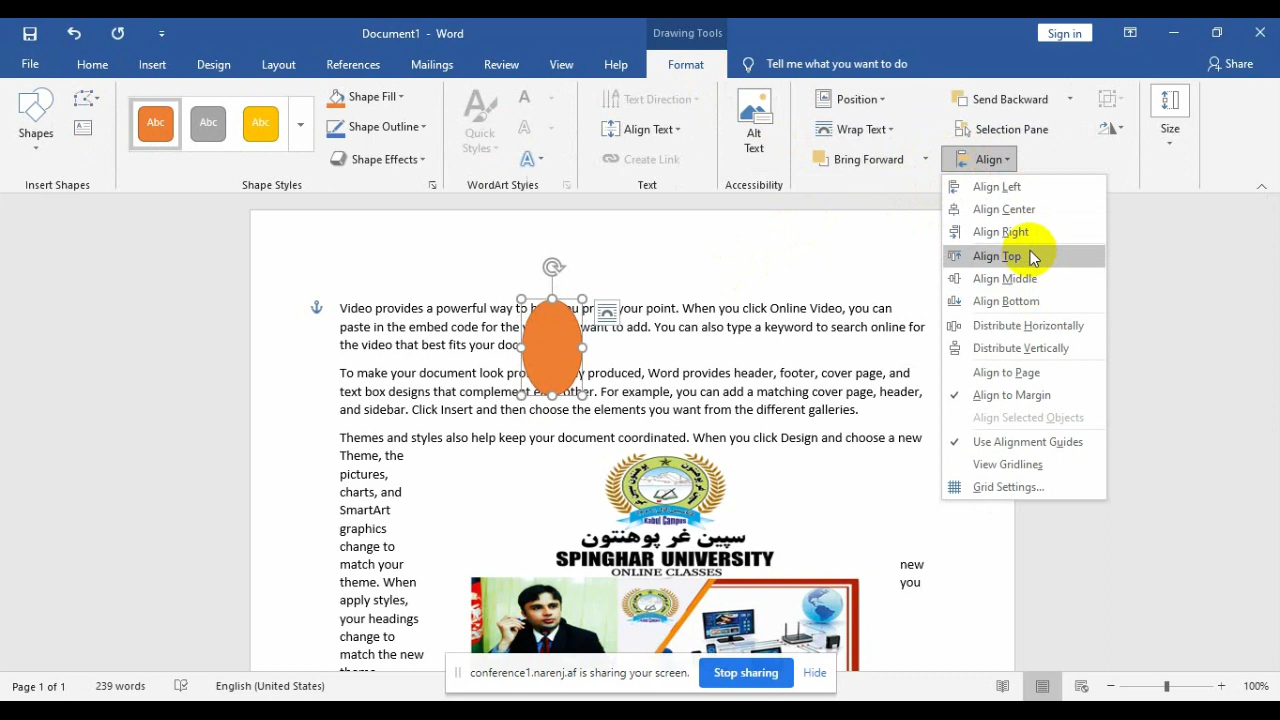 Document1 - Word
Drawing Tools
Sign in
File
Home
Insert
Design
Layout
References
Mailings
Review
View
Help
Format
Tell me what you want to do
Share
Shapes
Insert Shapes
Abc
Abc
Abc
Shape Fill
Shape Outline
Shape Effects
Shape Styles
Quick
Styles
WordArt Styles
Text Direction
Align Text
Create Link
Text
Alt
Text
Accessibility
Position
Wrap Text
Bring Forward
Send Backward
Selection Pane
Align
Size
Align Left
Align Center
Align Right
Align Top
Align Middle
Align Bottom
Distribute Horizontally
Distribute Vertically
Align to Page
Align to Margin
Align Selected Objects
Use Alignment Guides
View Gridlines
Grid Settings...
Video provides a powerful way to your point. When you click Online Video, you can
paste in the embed code for the want to add. You can also type a keyword to search online for
the video that best fits your
To make your document look produced, Word provides header, footer, cover page, and
text box designs that complement For example, you can add a matching cover page, header,
and sidebar. Click Insert and then choose the elements you want from the different galleries.
Themes and styles also help keep your document coordinated. When you click Design and choose a new
Theme, the
pictures,
charts, and
SmartArt
graphics
change to
match your new
theme. When you
apply styles,
your headings
change to
match the new
Kabul Campus
سپین غر پوهنتون
SPINGHAR UNIVERSITY
ONLINE CLASSES
conference1.narenj.af is sharing your screen.
Stop sharing
Hide
Page 1 of 1
239 words
English (United States)
100%